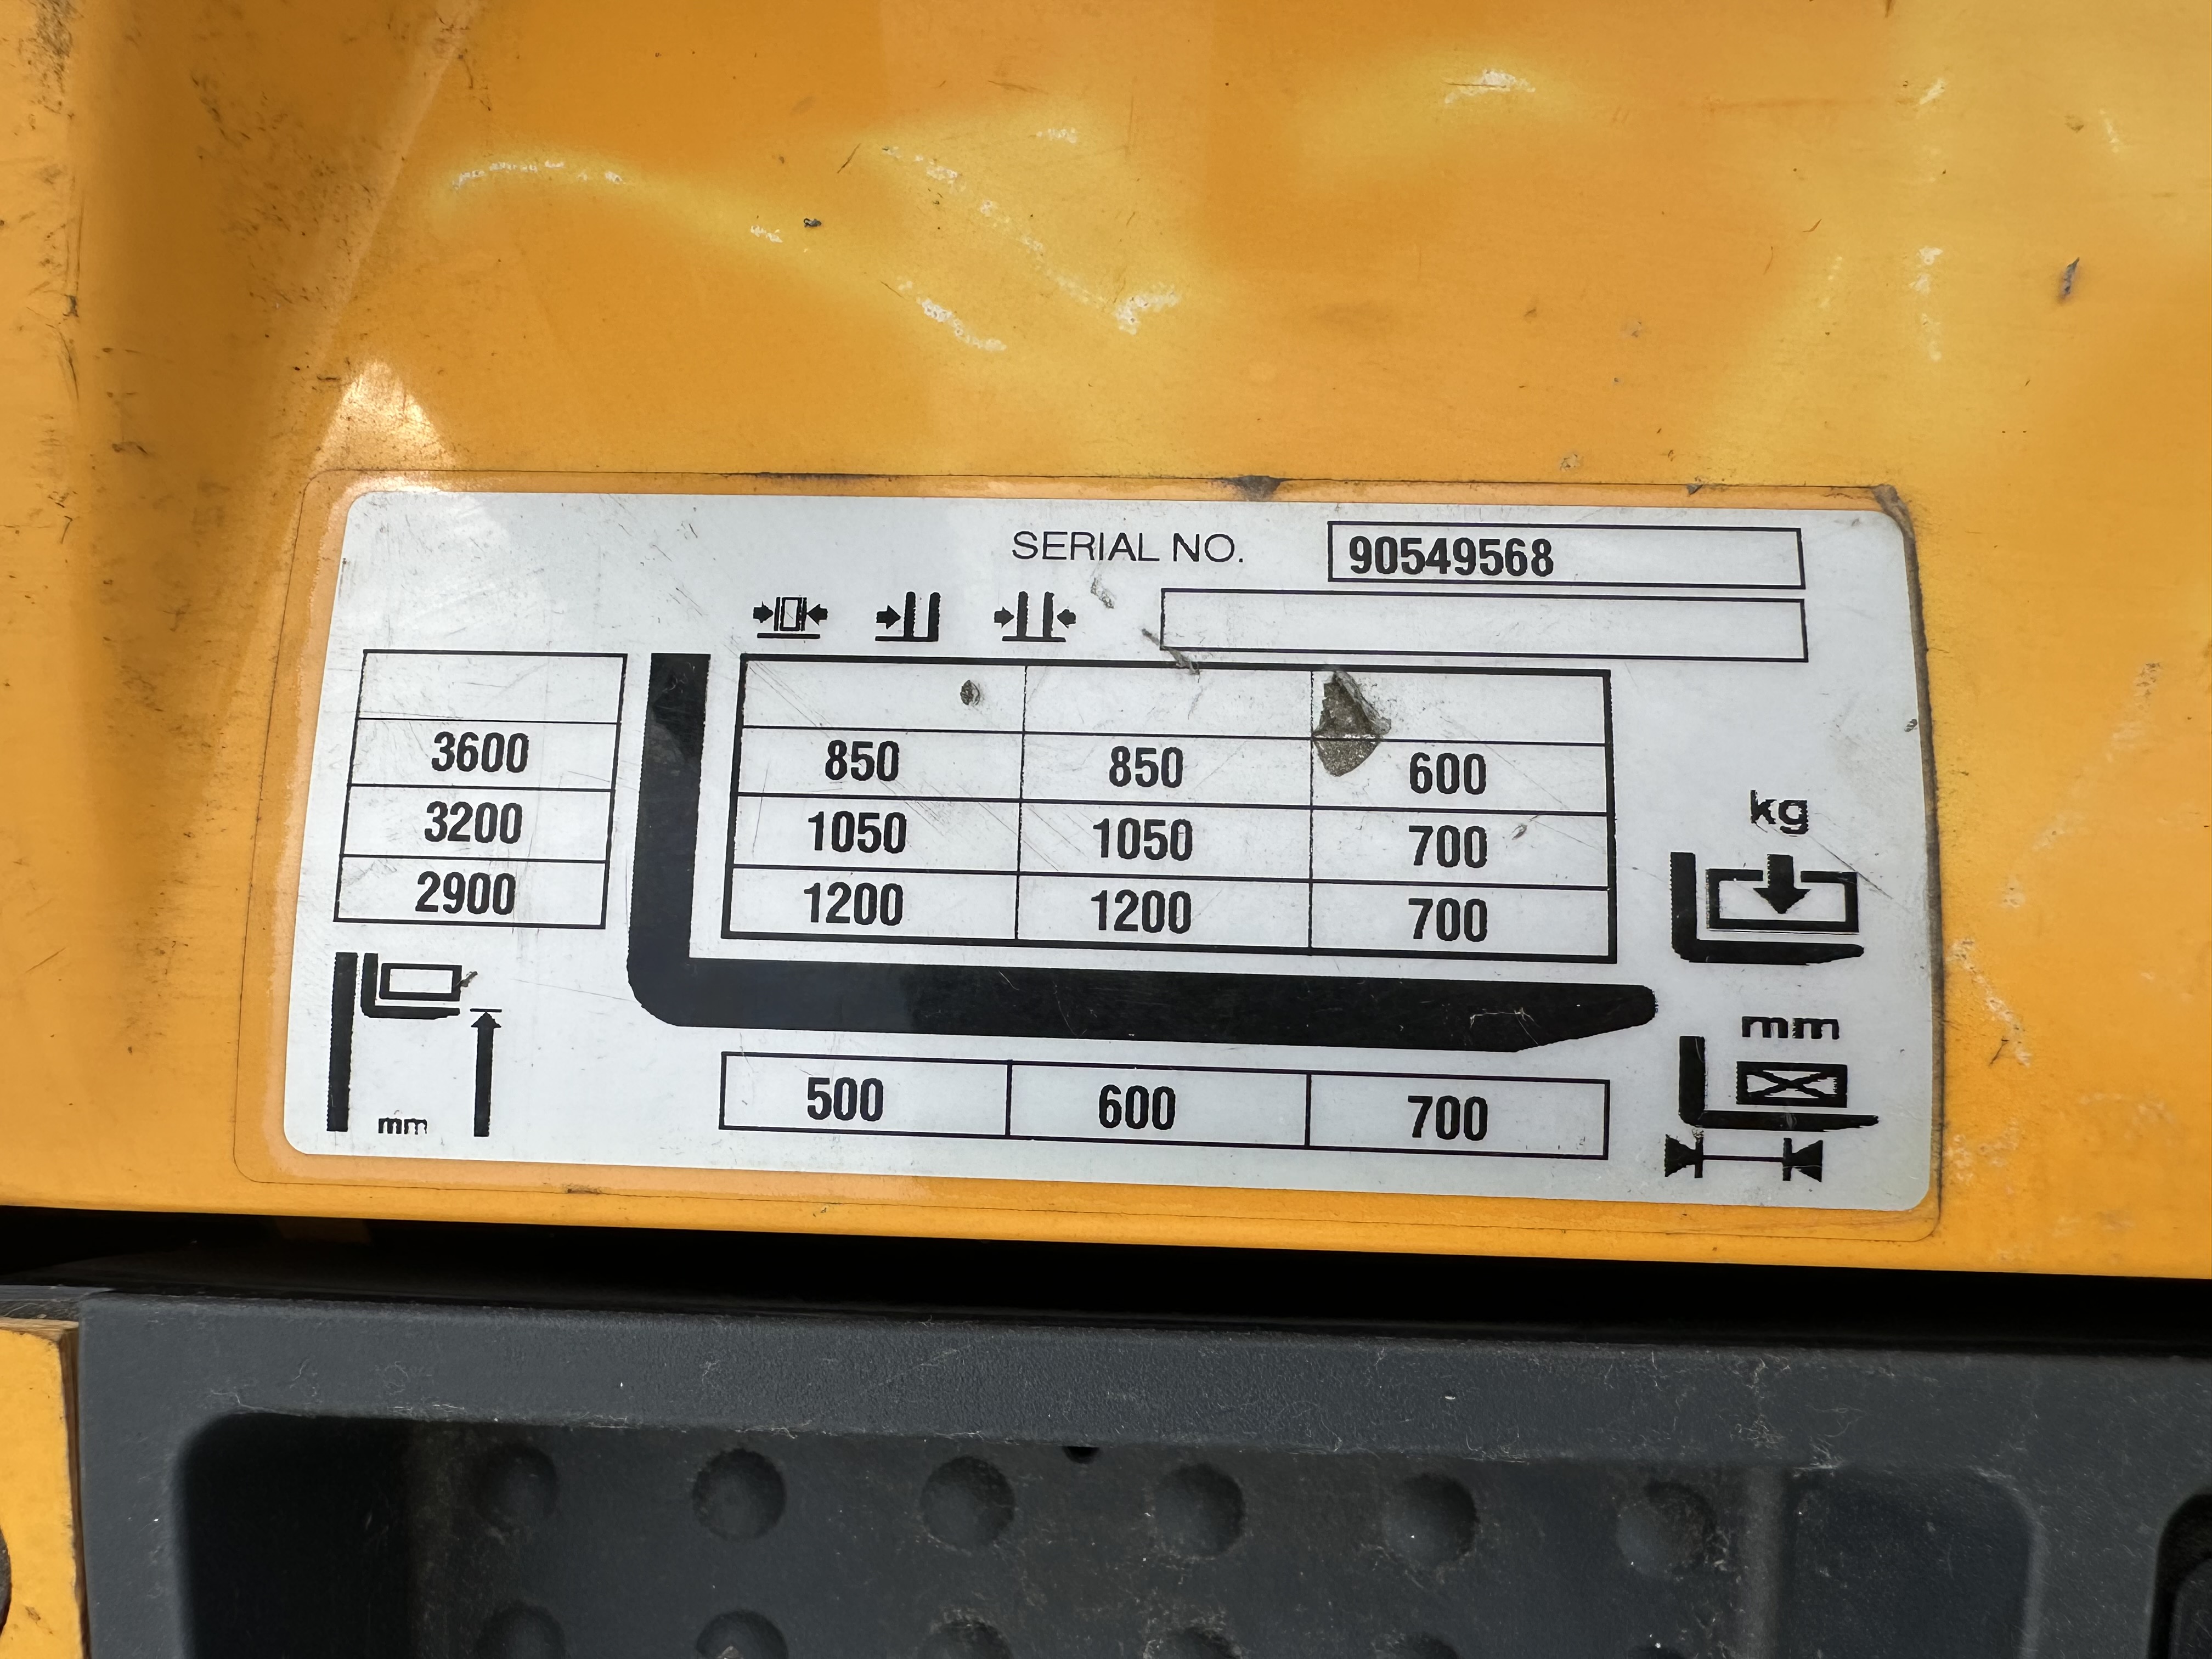 SERIAL NO. 90549568
3600 850 850 600
3200 1050 1050 700
2900 1200 1200 700
kg
mm
mm
500 600 700